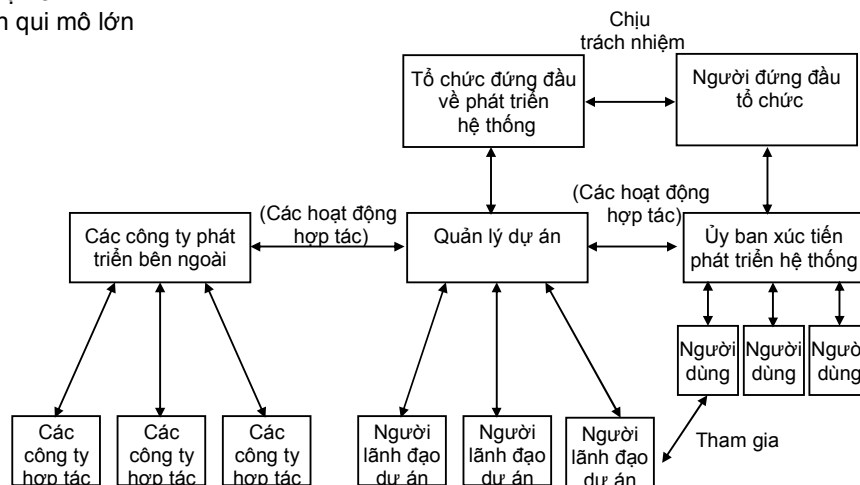 n qui mô lớn
Chịu
trách nhiệm
Tổ chức đứng đầu
về phát triển
hệ thống
Người đứng đầu
tổ chức
(Các hoạt động
hợp tác)
(Các hoạt động
hợp tác)
Các công ty phát
triển bên ngoài
Quản lý dự án
Ủy ban xúc tiến
phát triển hệ thống
Người
dùng
Người
dùng
Người
dùng
Các
công ty
hợp tác
Các
công ty
hợp tác
Các
công ty
hợp tác
Người
lãnh đạo
dự án
Người
lãnh đạo
dự án
Người
lãnh đạo
dự án
Tham gia